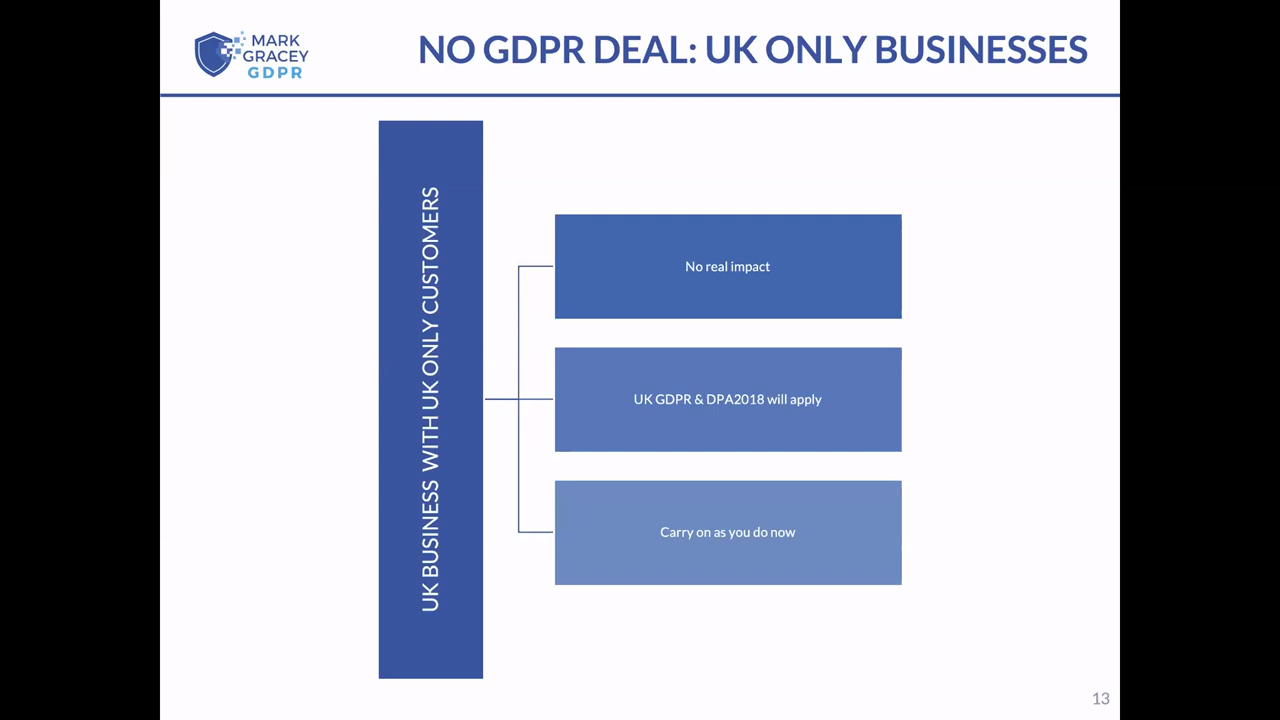 MARK
GRACEY
GDPR
NO GDPR DEAL: UK ONLY BUSINESSES
UK BUSINESS WITH UK ONLY CUSTOMERS
No real impact
UK GDPR & DPA2018 will apply
Carry on as you do now
13